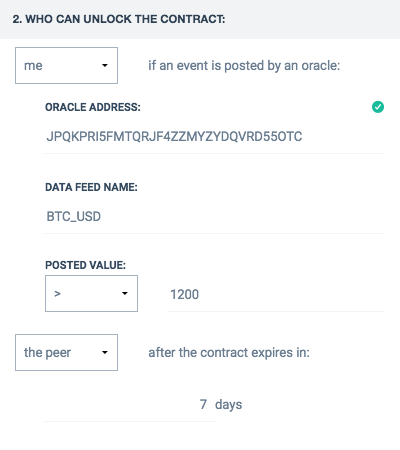 2. WHO CAN UNLOCK THE CONTRACT:
me if an event is posted by an oracle:
ORACLE ADDRESS:
JPQKPRI5FMTQRJF4ZZMYZYDQVRD55OTC
DATA FEED NAME:
BTC_USD
POSTED VALUE:
> 1200
the peer after the contract expires in:
7 days